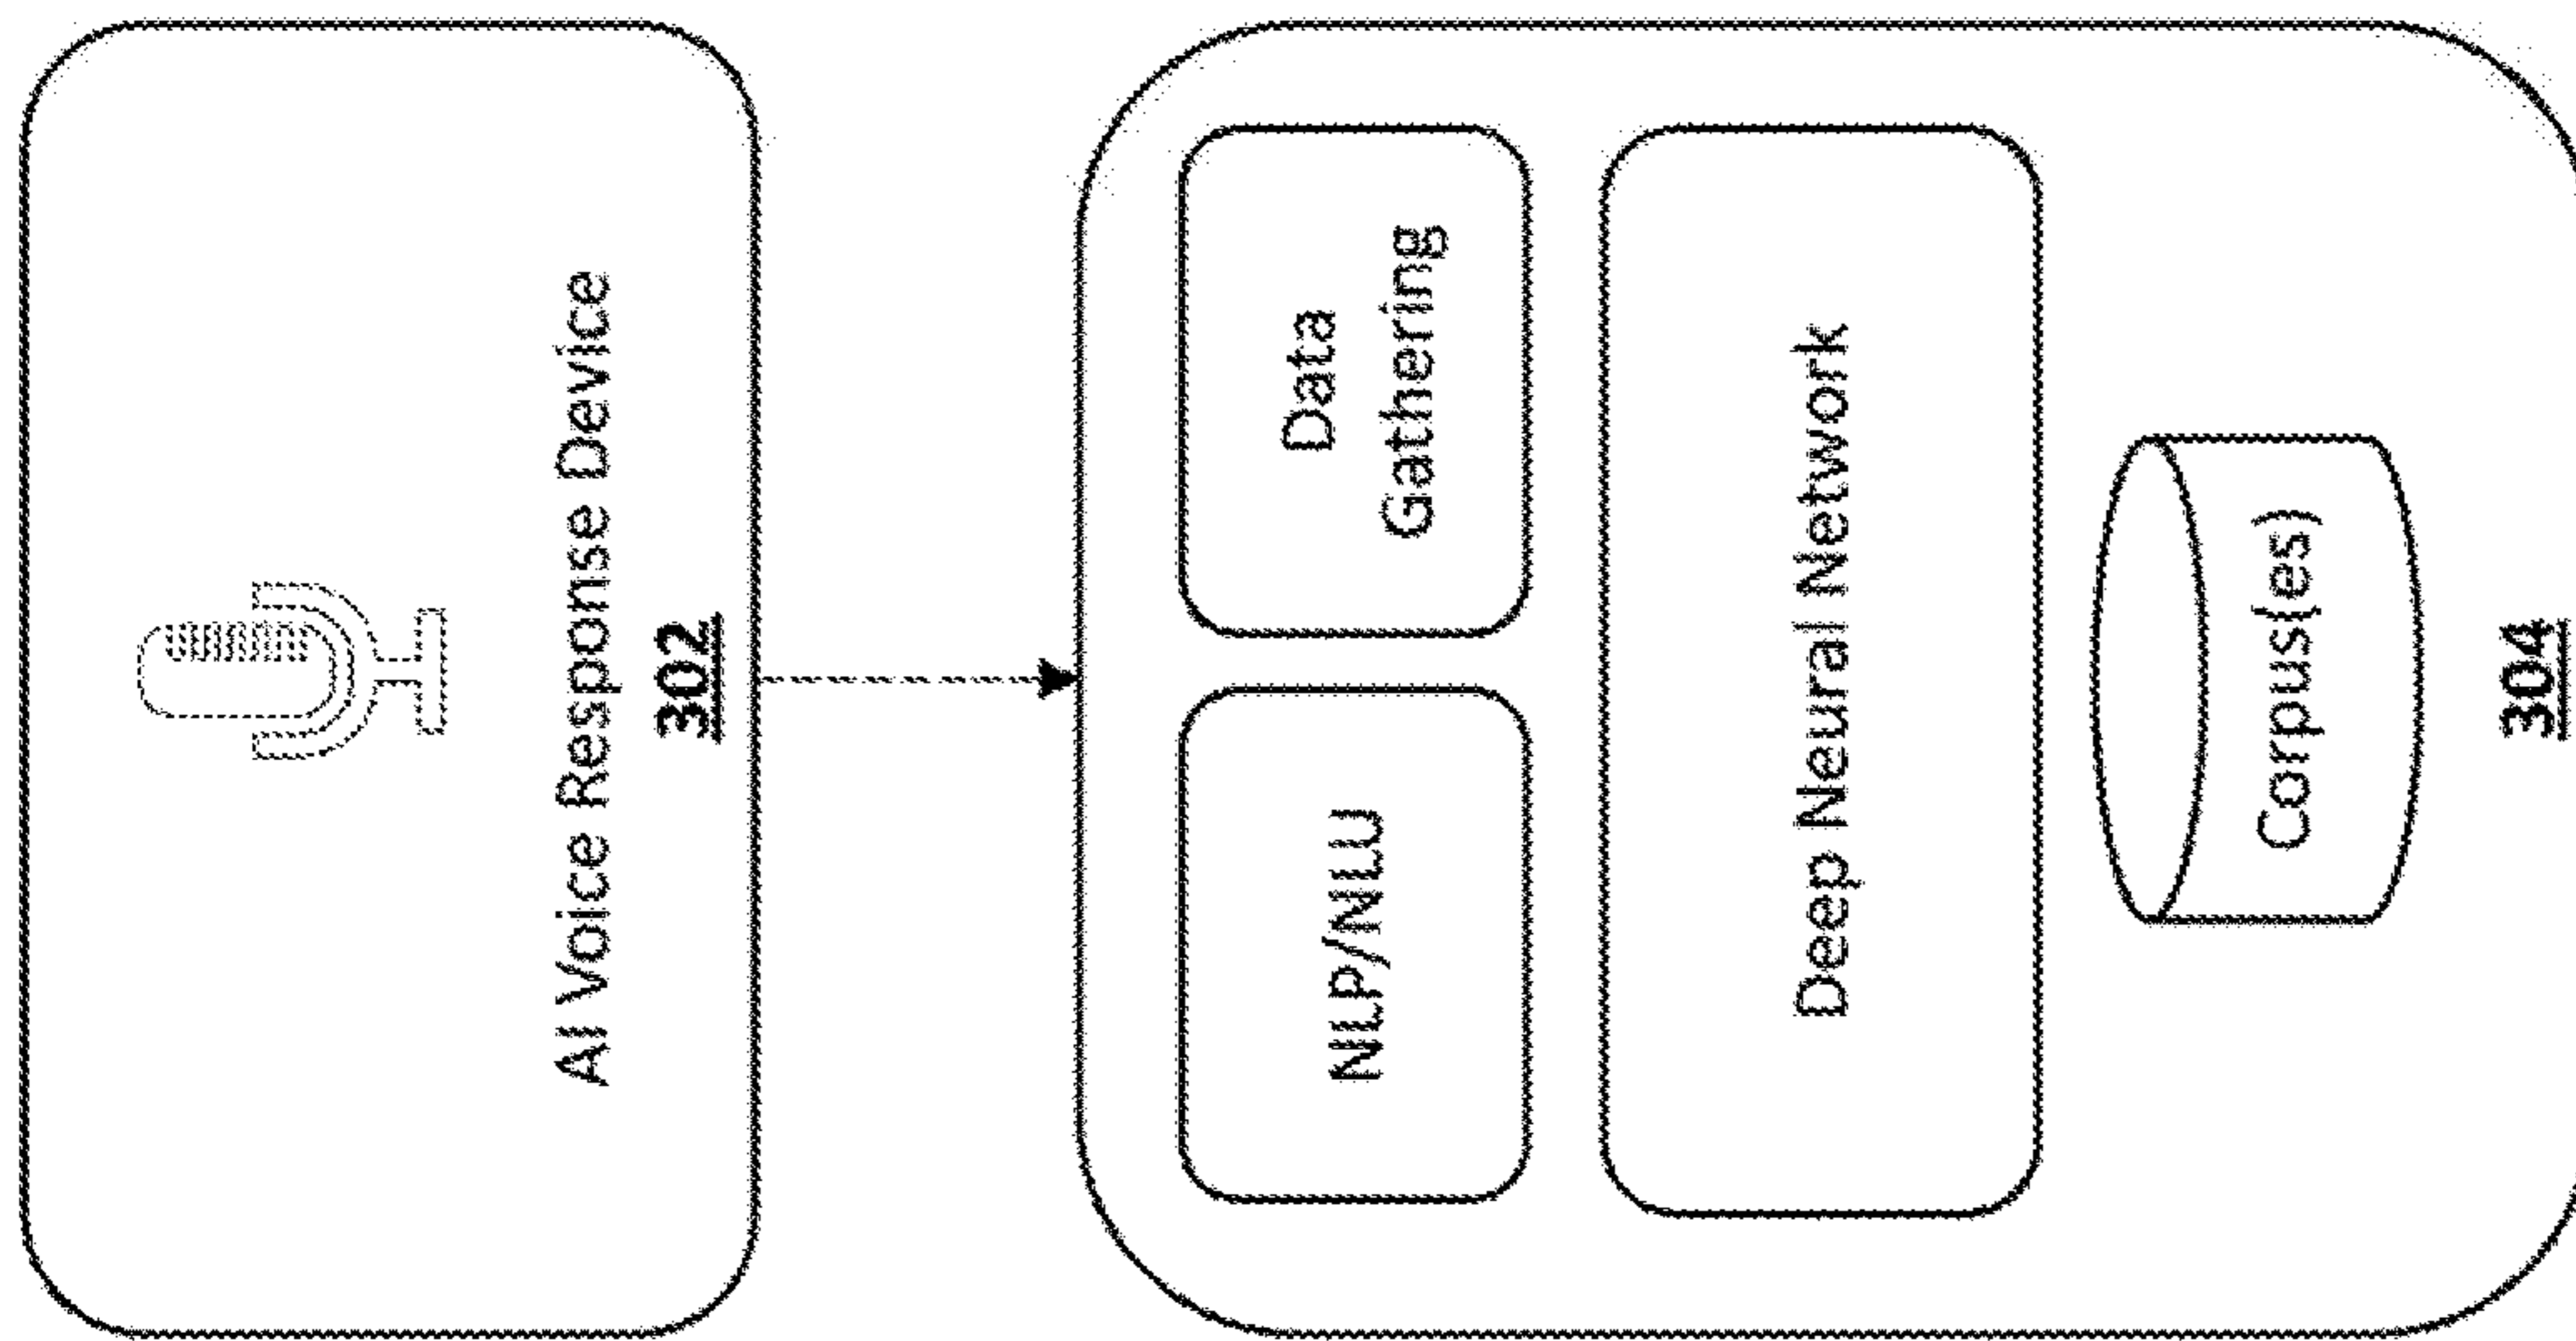 AI Voice Response Device
302
NLP/NLU
Data
Gathering
Deep Neural Network
Corpus(es)
304